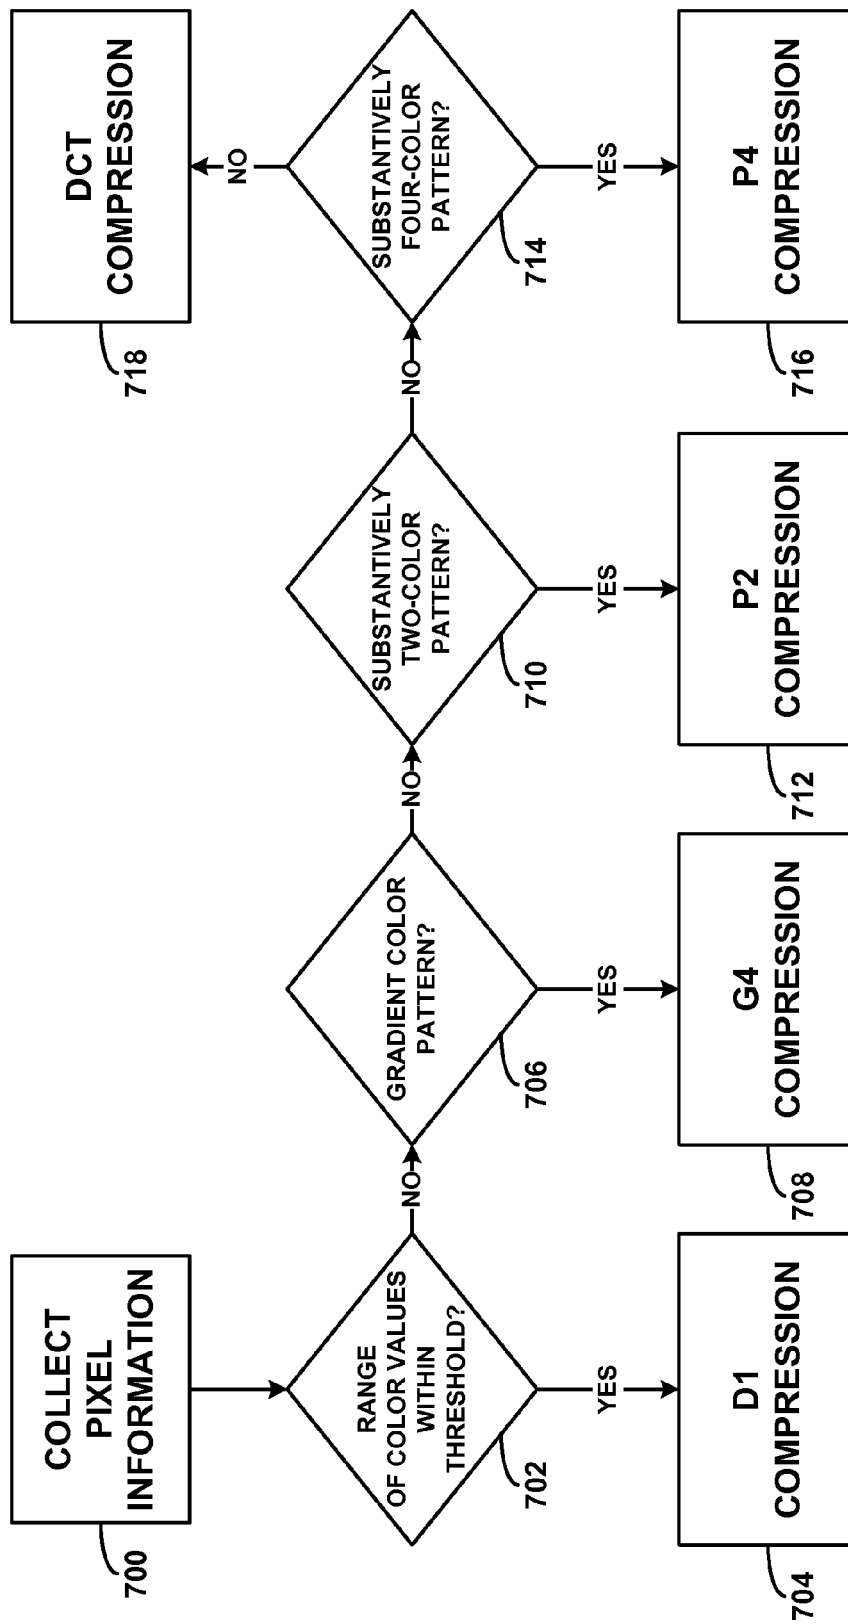 COLLECT
PIXEL
INFORMATION
700
RANGE
OF COLOR VALUES
WITHIN
THRESHOLD?
702
YES
D1
COMPRESSION
704
NO
GRADIENT COLOR
PATTERN?
706
YES
G4
COMPRESSION
708
NO
SUBSTANTIVELY
TWO-COLOR
PATTERN?
710
YES
P2
COMPRESSION
712
NO
SUBSTANTIVELY
FOUR-COLOR
PATTERN?
714
YES
P4
COMPRESSION
716
NO
DCT
COMPRESSION
718